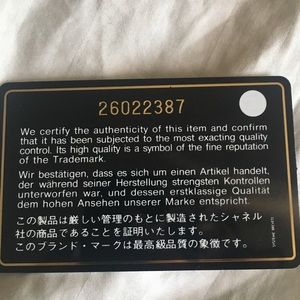 26022387
We certify the authenticity of this item and confirm
that it has been subjected to the most exacting quality
control. Its high quality is a symbol of the fine reputation
of the Trademark.
Wir bestätigen, dass es sich um einen Artikel handelt,
der während seiner Herstellung strengsten Kontrollen
unterworfen war, und dessen erstklassige Qualität
dem hohen Ansehen unserer Marke entspricht.
この製品は厳しい管理のもとに製造されたシャネル
社の商品であることを証明いたします。
このブランド・マークは最高級品質の象徴です。